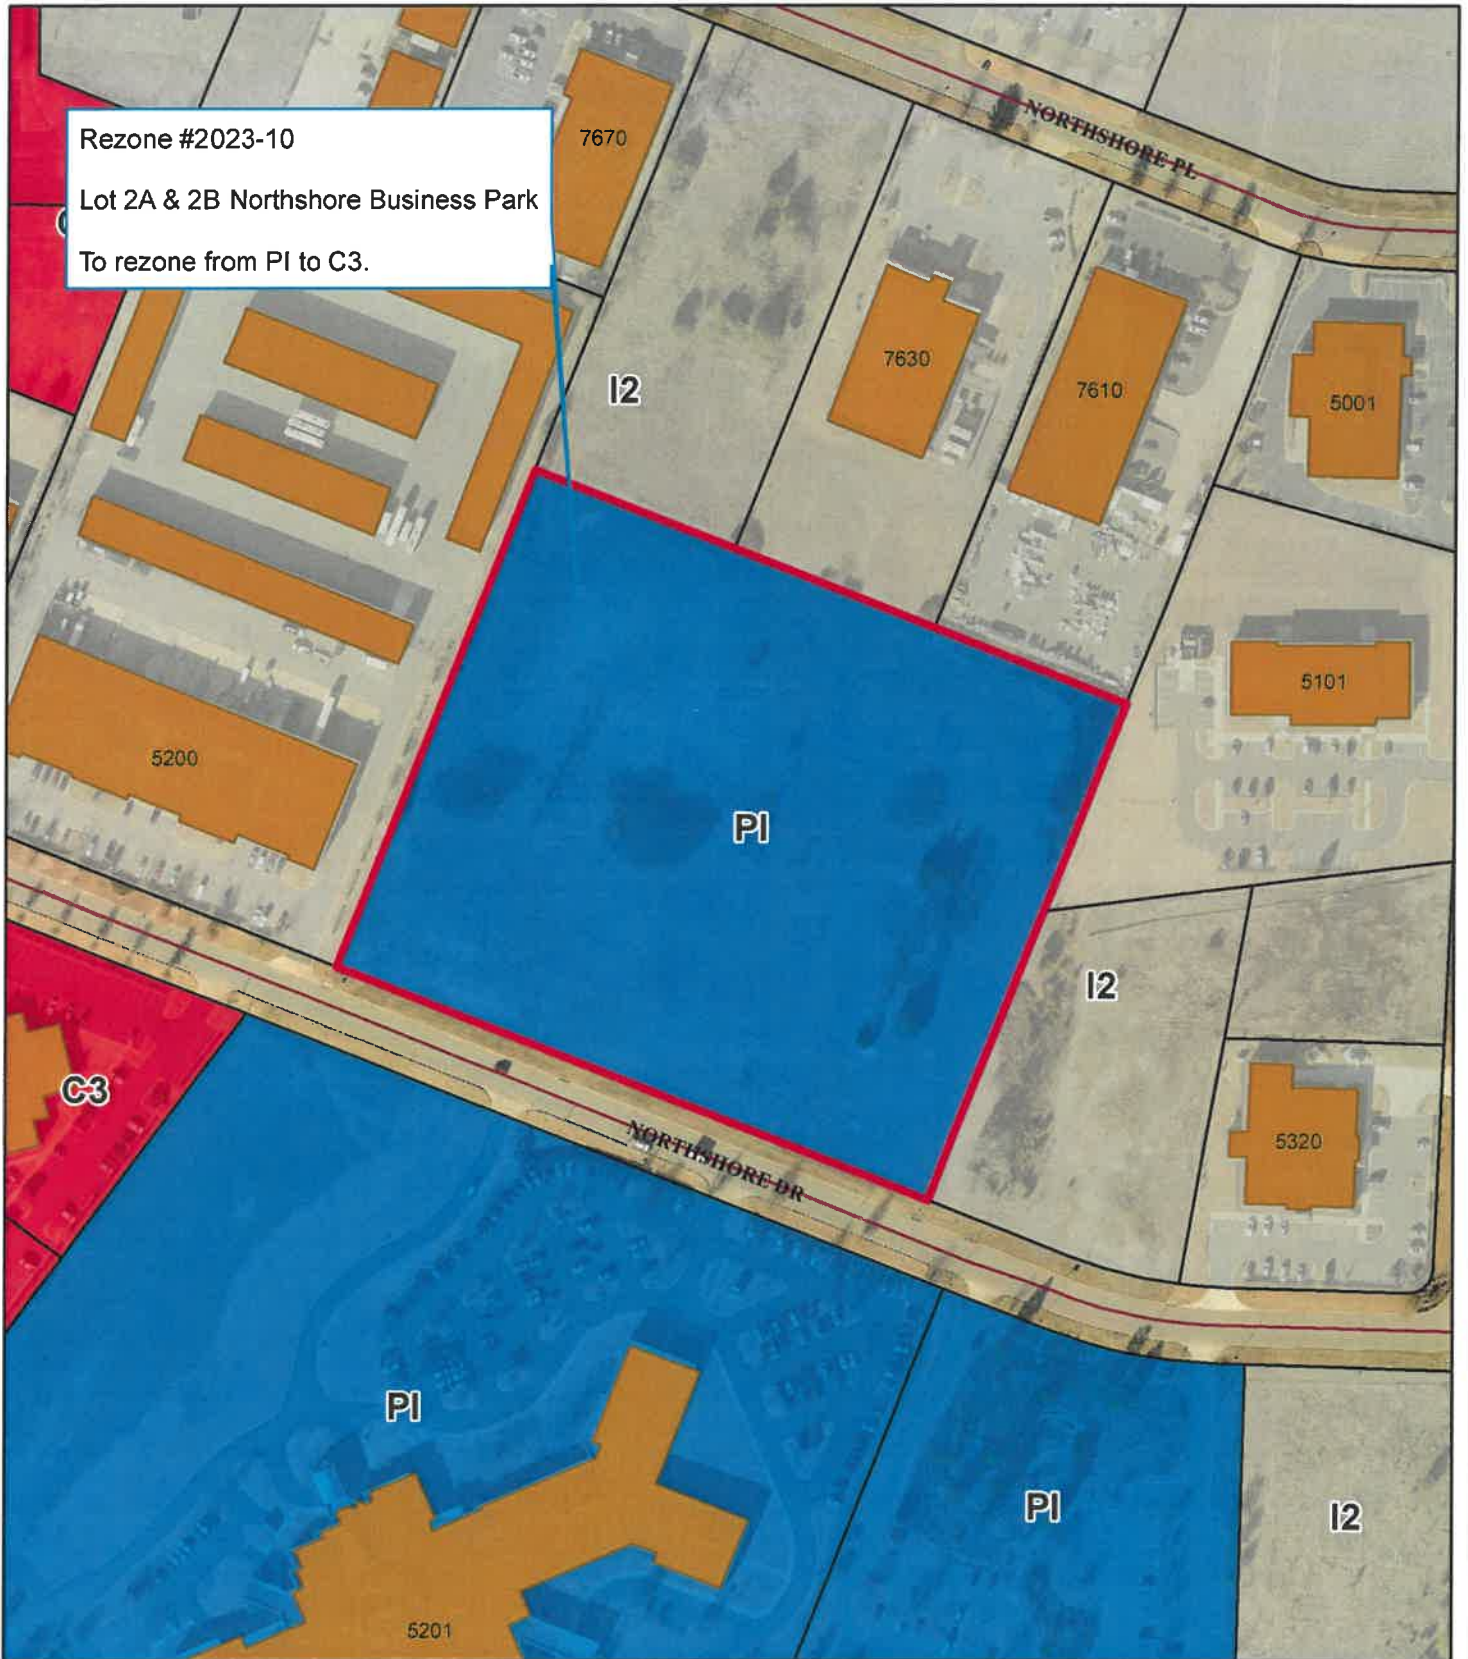 NORTHSHORE PL
Rezone #2023-10
Lot 2A & 2B Northshore Business Park
To rezone from PI to C3.
7670
7630
7610
5001
I2
5101
5200
PI
I2
C3
NORTHSHORE DR
5320
PI
PI
I2
5201